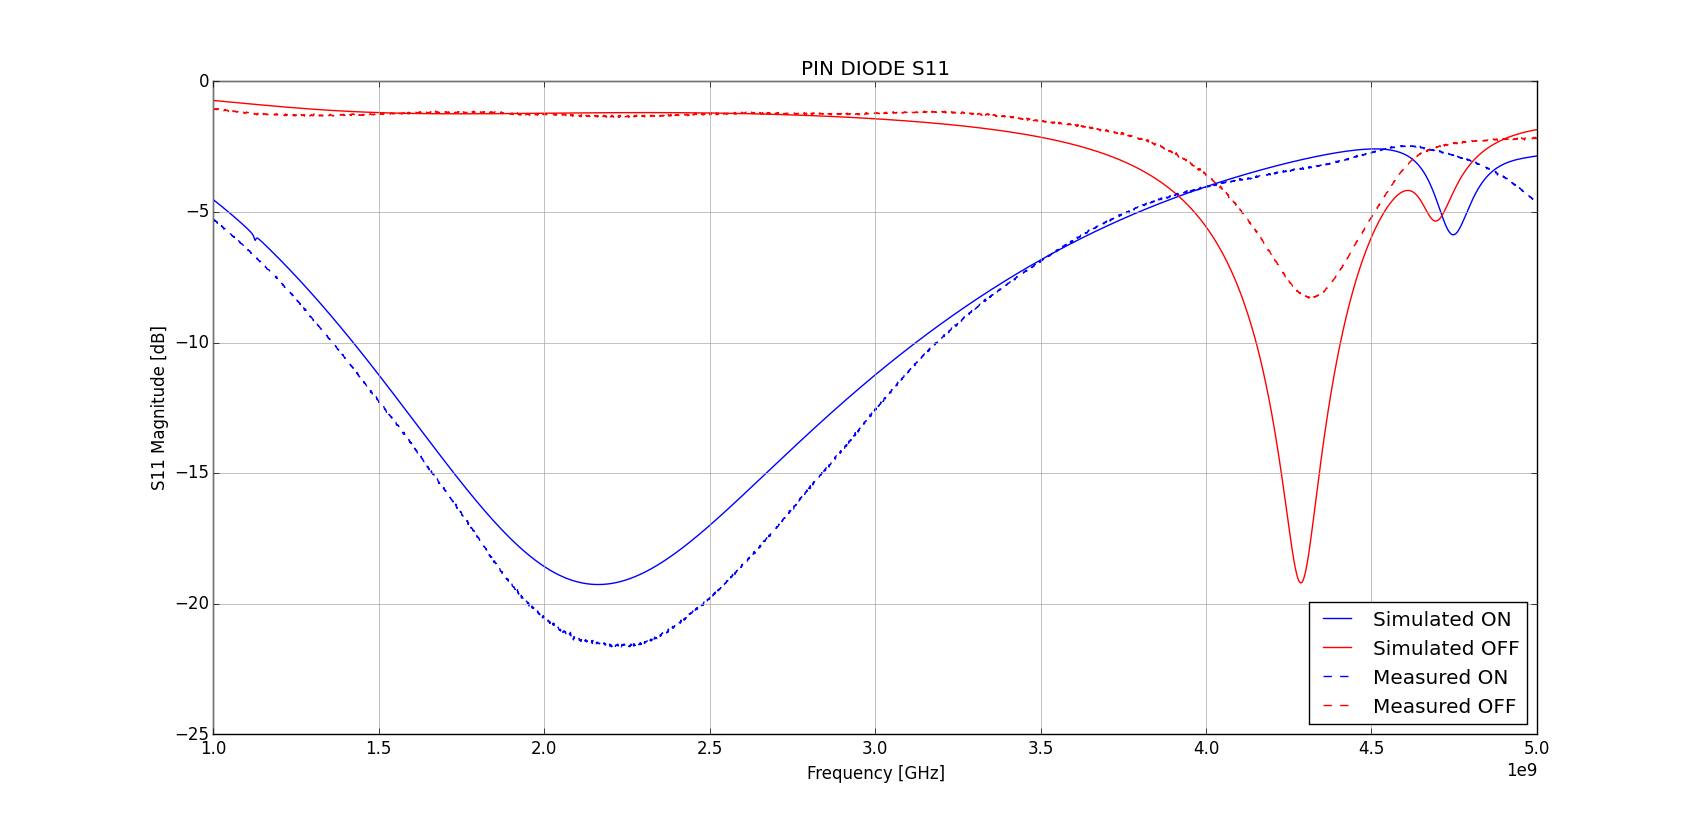 PIN DIODE S11
0
−5
−10
−15
−20
−25
S11 Magnitude [dB]
1.0 1.5 2.0 2.5 3.0 3.5 4.0 4.5 5.0
1e9
Frequency [GHz]
Simulated ON
Simulated OFF
Measured ON
Measured OFF